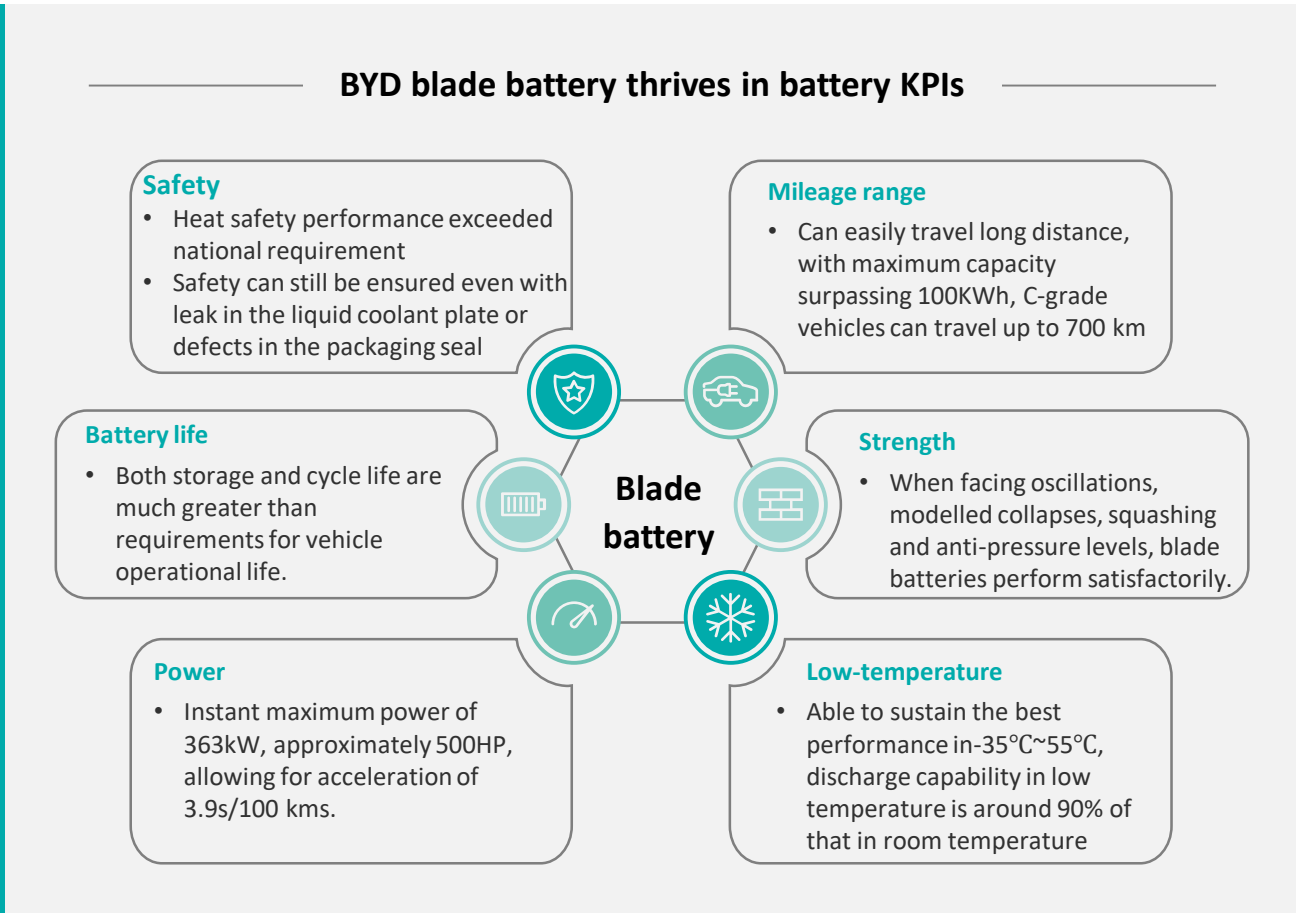 BYD blade battery thrives in battery KPIs
Safety
• Heat safety performance exceeded
national requirement
• Safety can still be ensured even with
leak in the liquid coolant plate or
defects in the packaging seal
Mileage range
• Can easily travel long distance,
with maximum capacity
surpassing 100KWh, C-grade
vehicles can travel up to 700 km
Battery life
• Both storage and cycle life are
much greater than
requirements for vehicle
operational life.
Blade
battery
Strength
• When facing oscillations,
modelled collapses, squashing
and anti-pressure levels, blade
batteries perform satisfactorily.
Power
• Instant maximum power of
363kW, approximately 500HP,
allowing for acceleration of
3.9s/100 kms.
Low-temperature
• Able to sustain the best
performance in-35℃~55℃,
discharge capability in low
temperature is around 90% of
that in room temperature